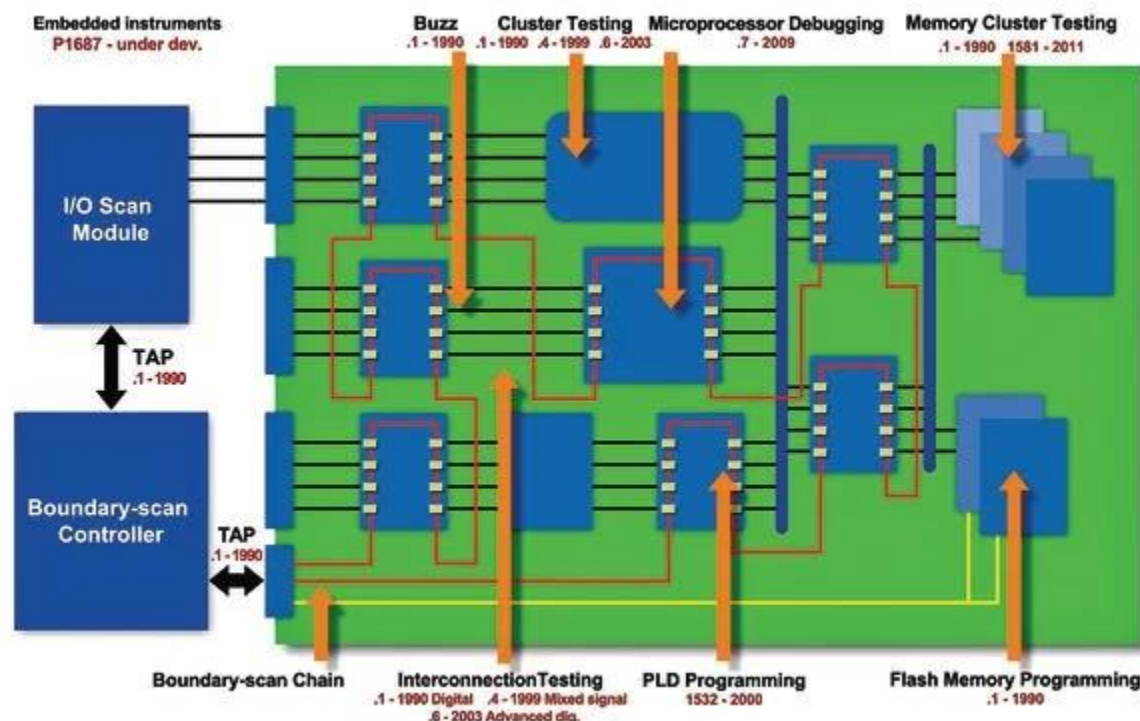 Embedded instruments
P1687 - under dev.
Buzz
.1 - 1990
Cluster Testing
.1 - 1990 .4 - 1999 .6 - 2003
Microprocessor Debugging
.7 - 2009
Memory Cluster Testing
.1 - 1990 1581 - 2011
I/O Scan
Module
TAP
.1 - 1990
Boundary-scan
Controller
TAP
.1 - 1990
Boundary-scan Chain
InterconnectionTesting
.1 - 1990 Digital .4 - 1999 Mixed signal
.6 - 2003 Advanced dig.
PLD Programming
1532 - 2000
Flash Memory Programming
.1 - 1990